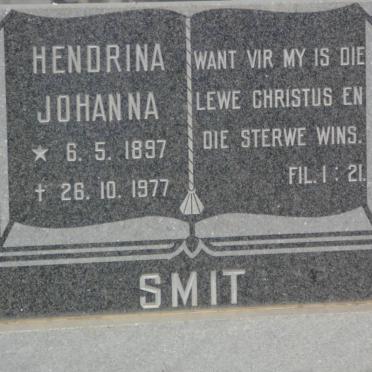 HENDRINA
JOHANNA
★ 6. 5. 1897
† 26. 10. 1977
WANT VIR MY IS DIE
LEWE CHRISTUS EN
DIE STERWE WINS.
FIL. 1 : 21.
SMIT